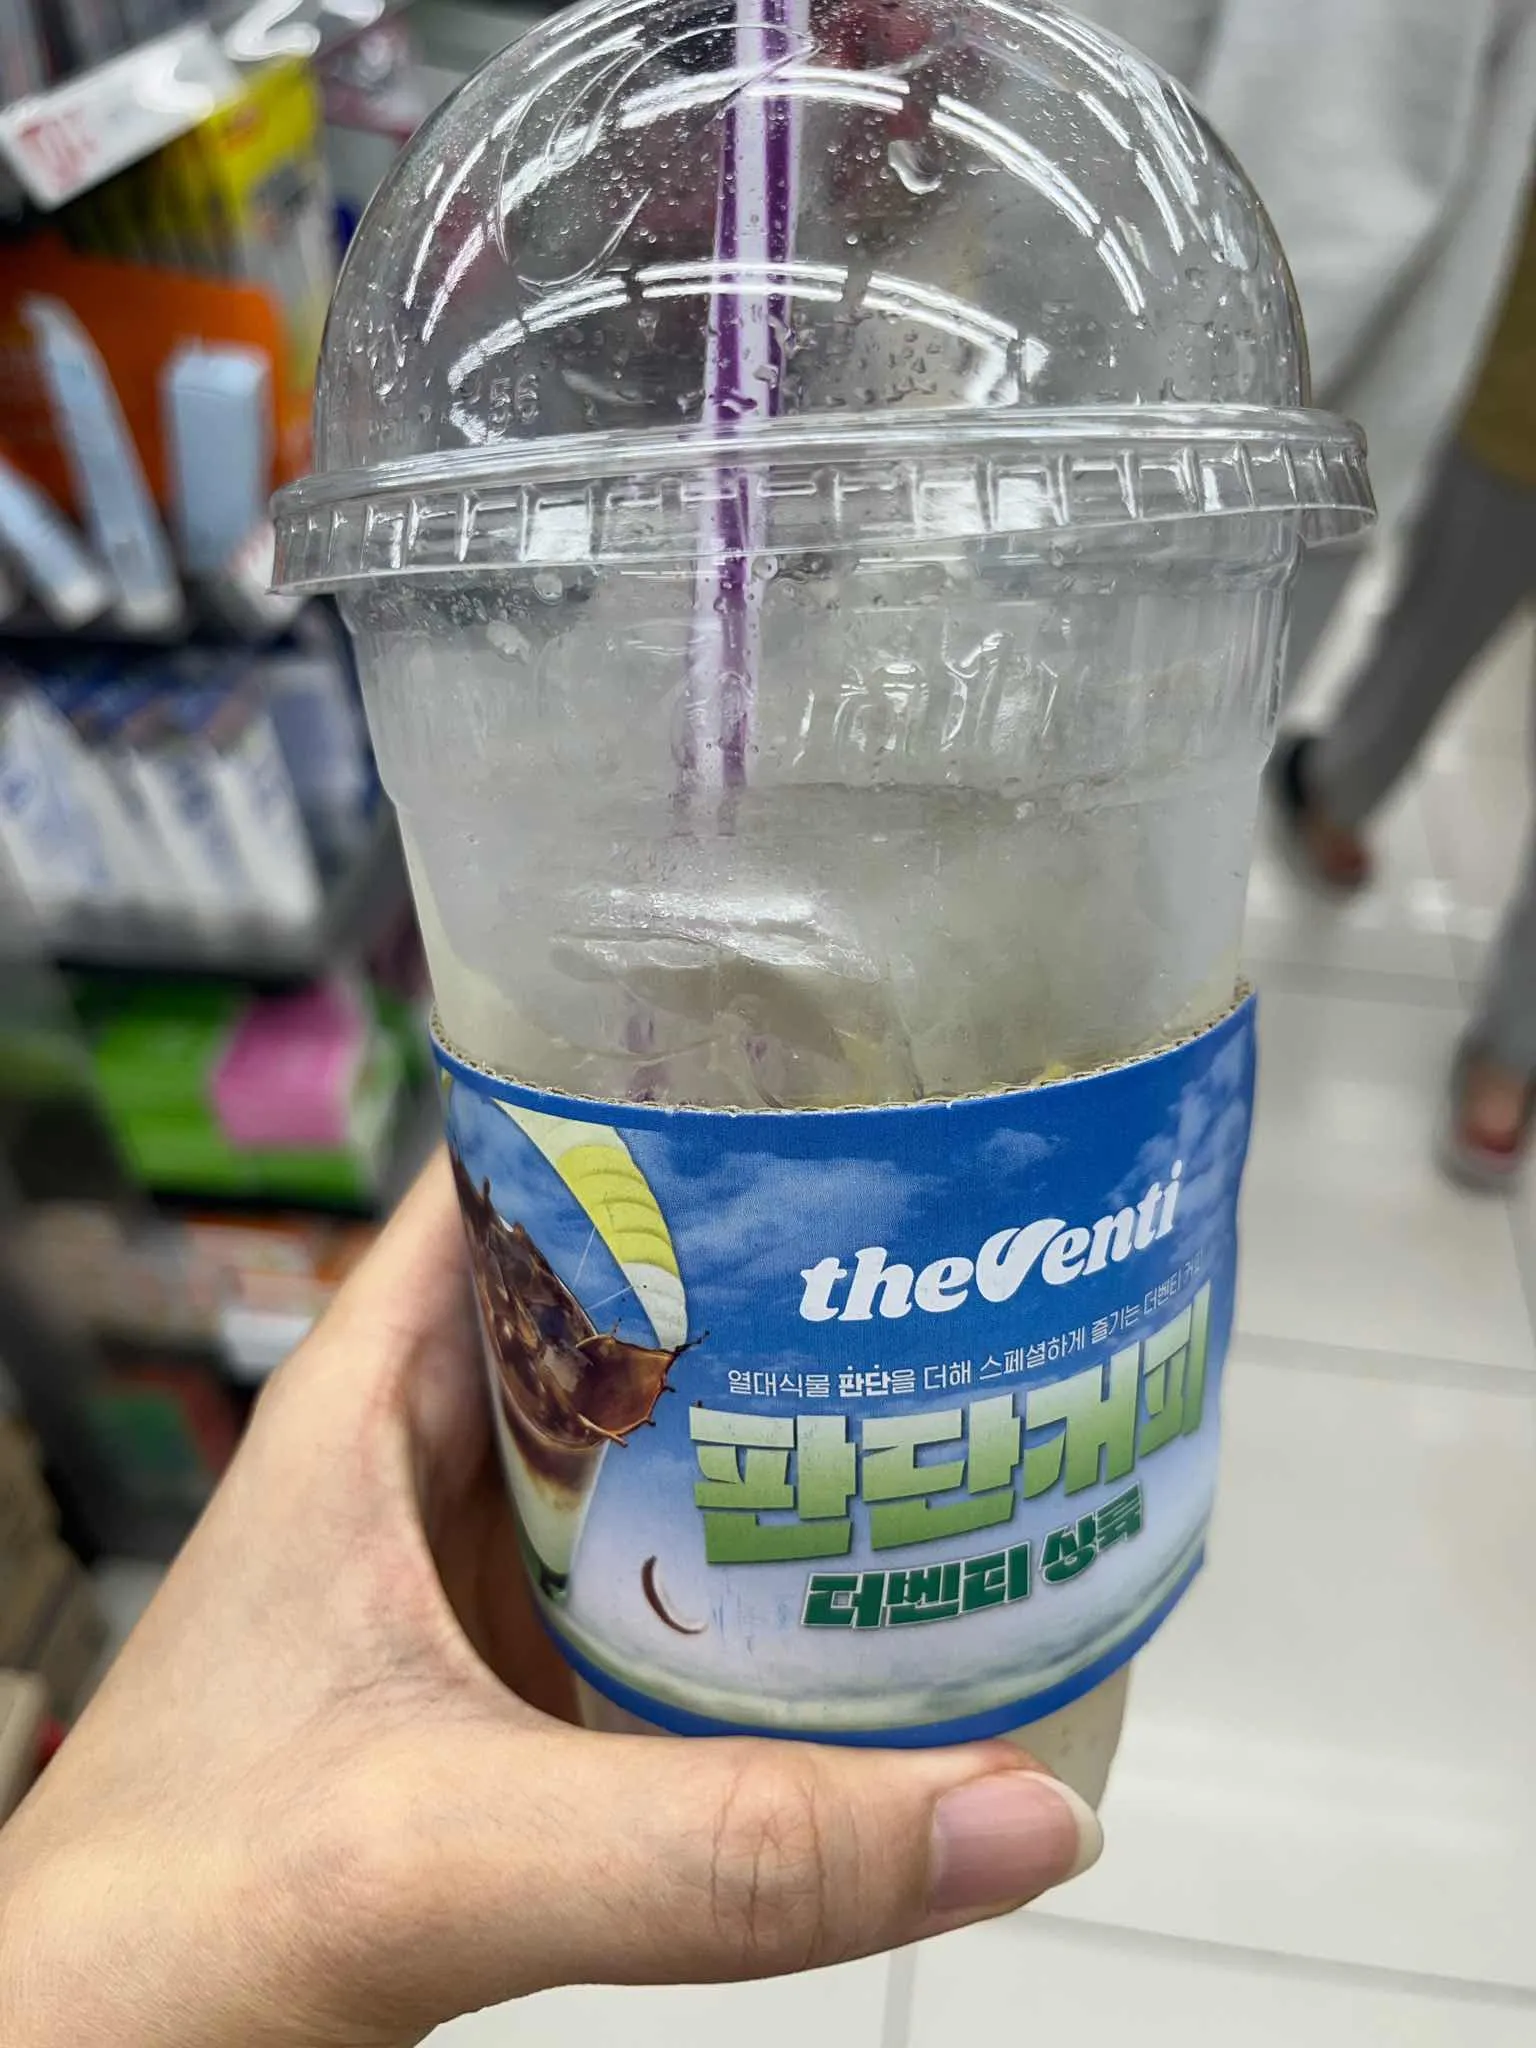 56
theVenti
열대식물 판단을 더해 스페셜하게 즐기는 더벤티 커피
판단커피
더벤티 상륙